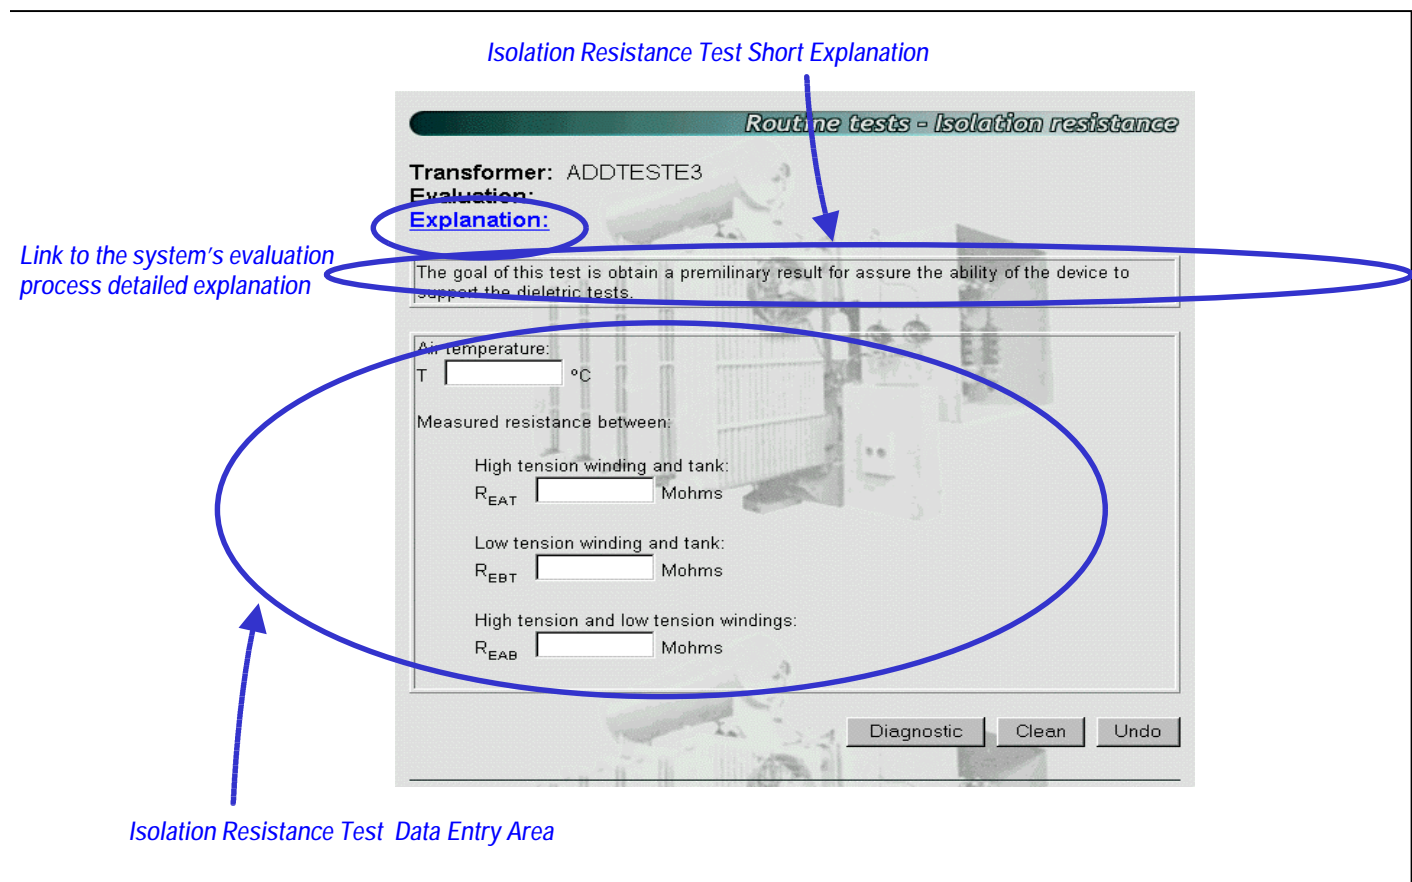 Isolation Resistance Test Short Explanation
Routine tests - Isolation resistance
Transformer: ADDTESTE3
Evaluation:
Explanation:
Link to the system's evaluation
process detailed explanation
The goal of this test is obtain a premilinary result for assure the ability of the device to
support the dieletric tests.
Air temperature:
T ºC
Measured resistance between:
High tension winding and tank:
REAT Mohms
Low tension winding and tank:
REBT Mohms
High tension and low tension windings:
REAB Mohms
Diagnostic Clean Undo
Isolation Resistance Test Data Entry Area